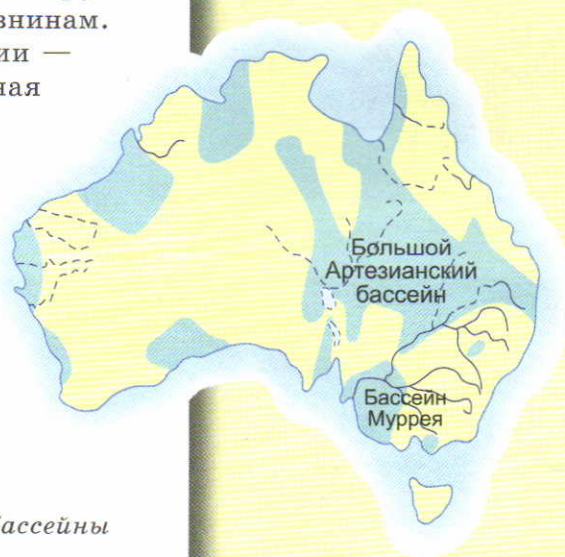 внинам.
ии —
ная
Большой
Артезианский
бассейн
Бассейн
Муррея
бассейны